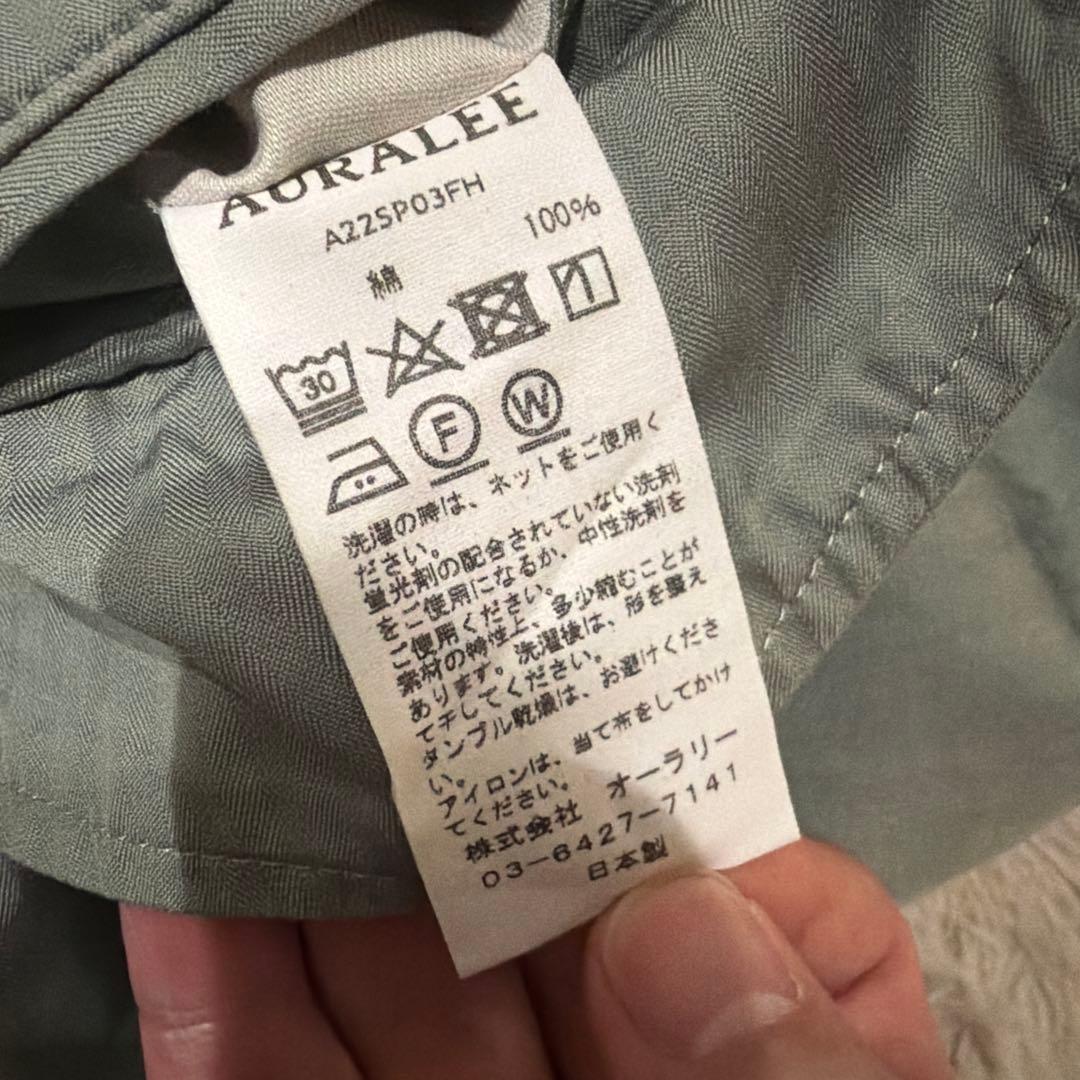 AURALEE
A22SP03FH
綿 100%
30
F W
洗濯の時は、ネットをご使用く
ださい。
蛍光剤の配合されていない洗剤
をご使用になるか、中性洗剤を
ご使用ください。
素材の特性上、多少縮むことが
あります。洗濯後は、形を整え
て干してください。
タンブル乾燥は、お避けくださ
い。
アイロンは、当て布をしてかけ
てください。
株式会社 オーラリー
03-6427-7141
日本製